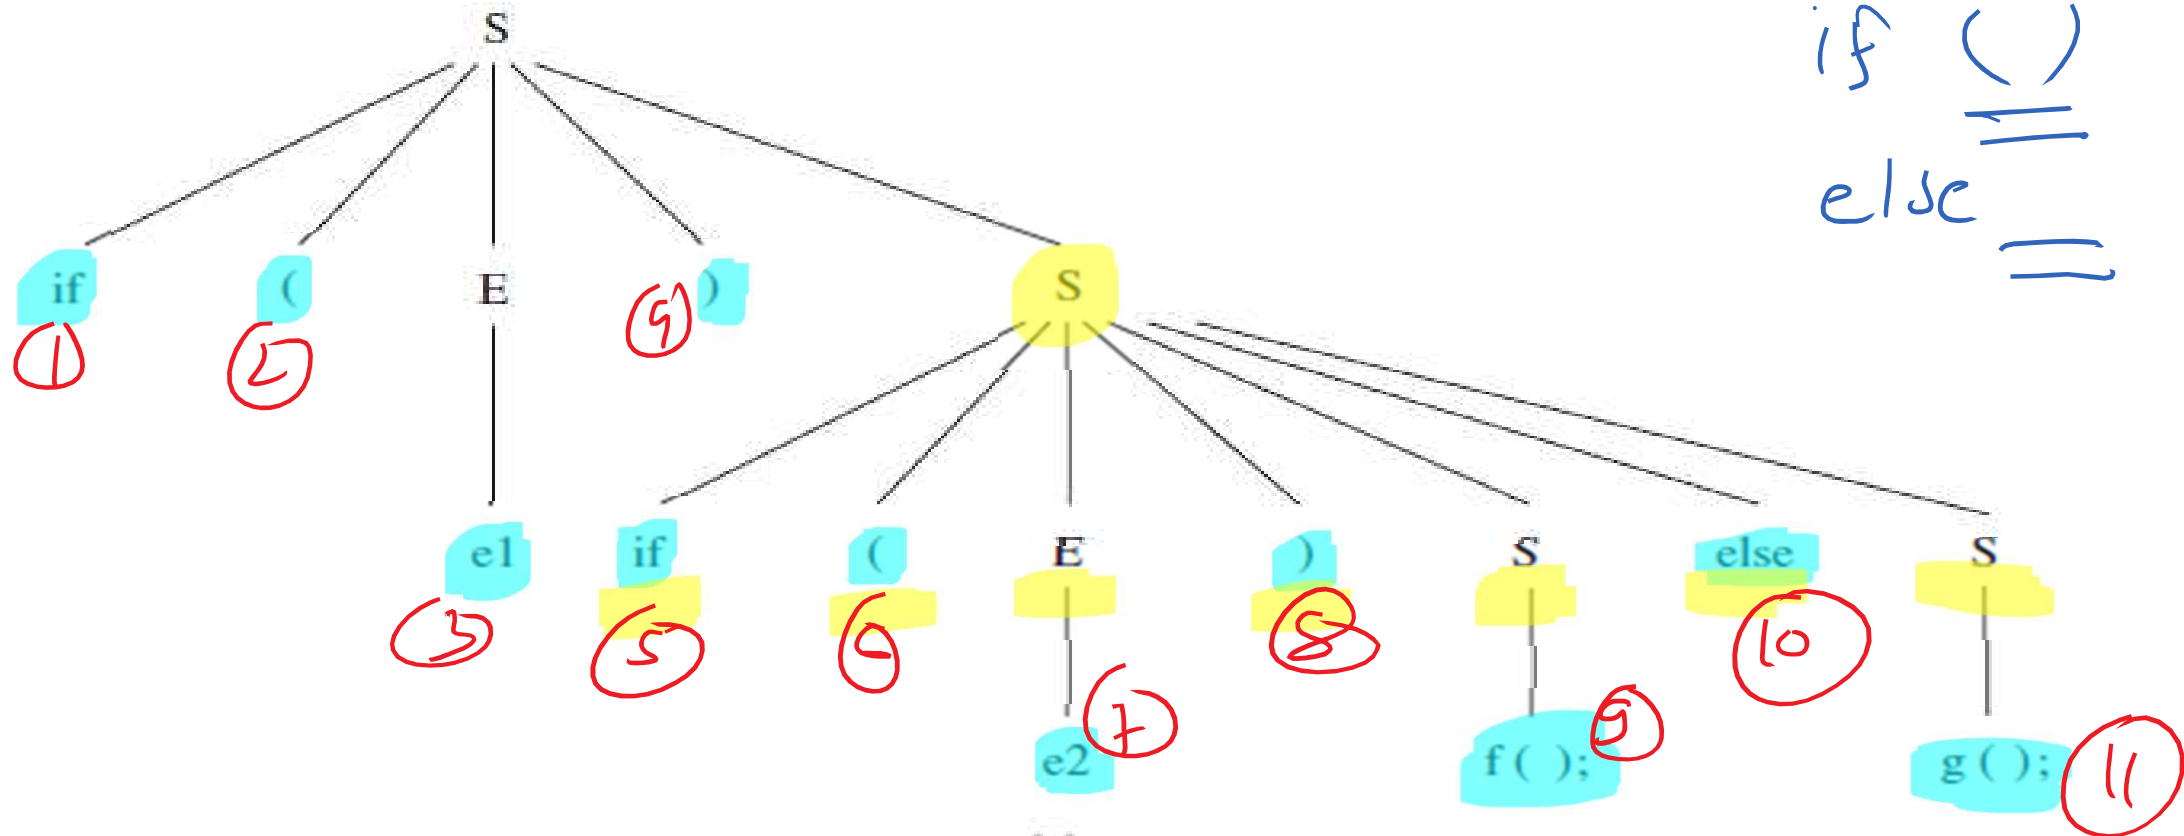 S
if ( )
else
if ( E ) S
1 2 4
e1 if ( E ) S else S
3 5 6 8 10
7 9
e2 f ( ); g ( ); 11